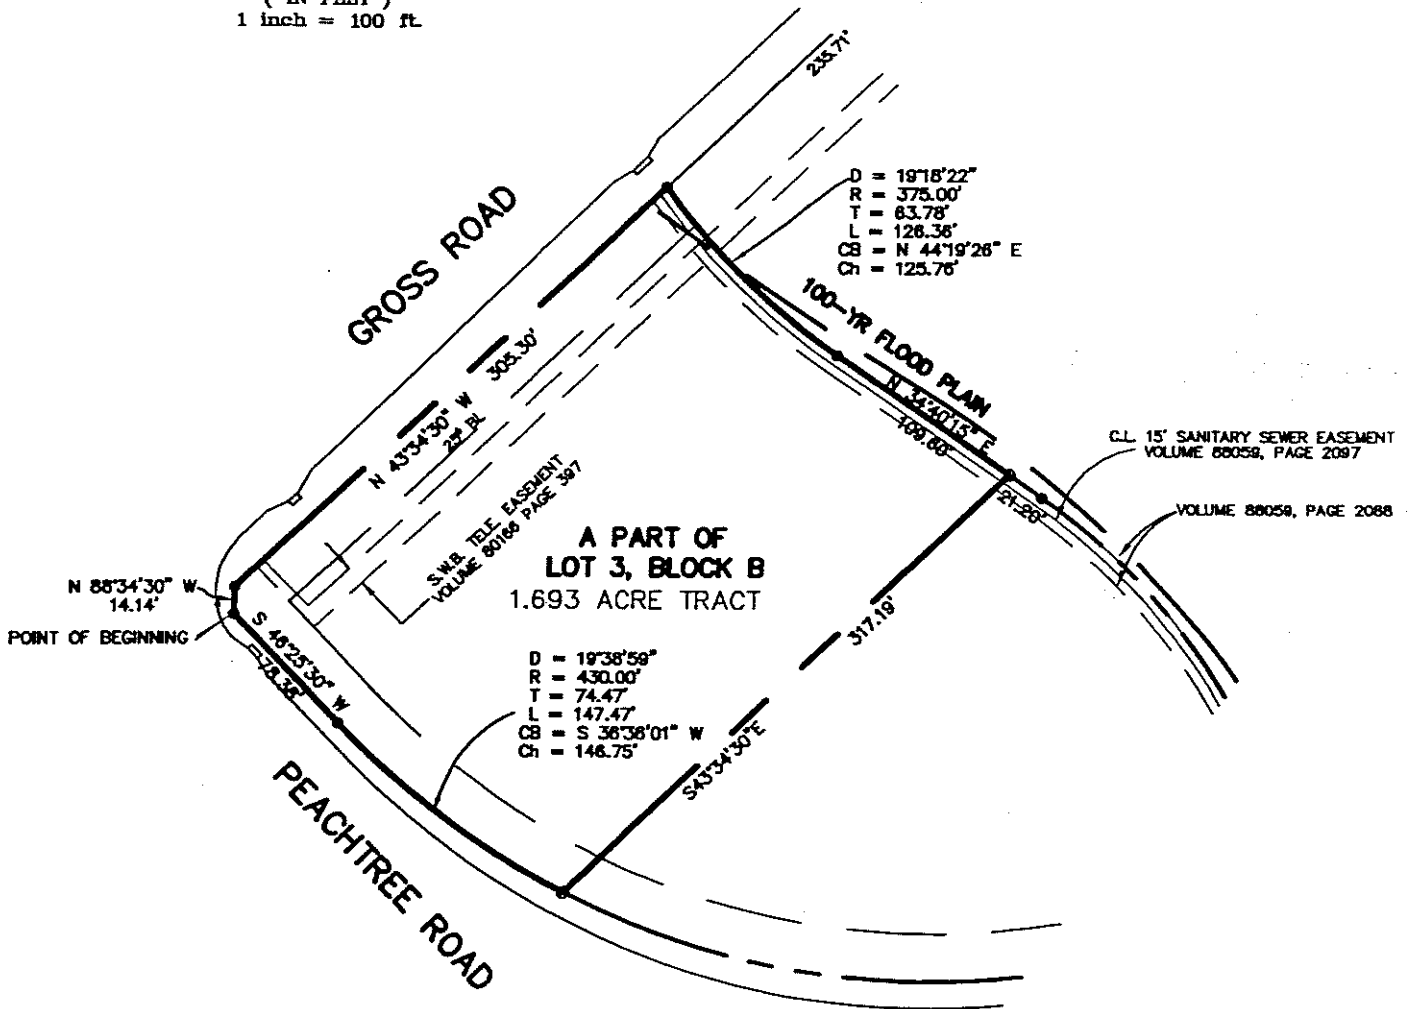 ( IN FEET )
1 inch = 100 ft.
235.71'
GROSS ROAD
D = 19°18'22"
R = 375.00'
T = 63.78'
L = 126.36'
CB = N 44°19'26" E
Ch = 125.76'
100-YR FLOOD PLAIN
N 34°40'15" E
109.60'
N 43°34'30" W 305.30'
25' BL
S.W.B. TELE. EASEMENT
VOLUME 80166 PAGE 397
C.L. 15' SANITARY SEWER EASEMENT
VOLUME 88059, PAGE 2097
21.20'
VOLUME 88059, PAGE 2088
A PART OF
LOT 3, BLOCK B
1.693 ACRE TRACT
N 88°34'30" W
14.14'
POINT OF BEGINNING
S 46°25'30" W
78.38'
317.19'
S43°34'30"E
D = 19°38'59"
R = 430.00'
T = 74.47'
L = 147.47'
CB = S 36°36'01" W
Ch = 146.75'
PEACHTREE ROAD